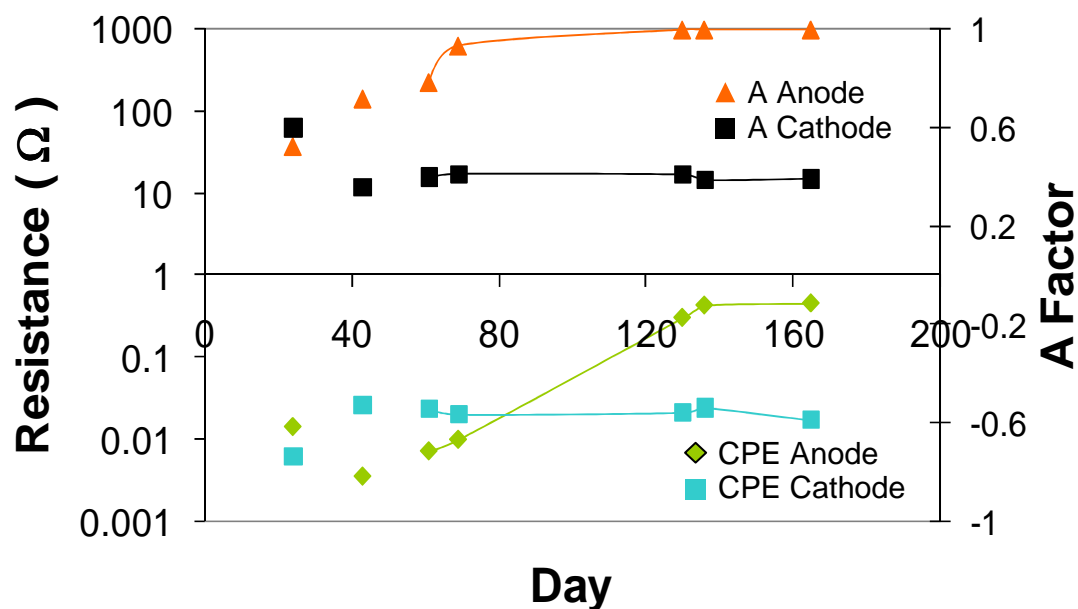 1000
100
10
1
0.1
0.01
0.001
Resistance ( Ω )
1
0.6
0.2
-0.2
-0.6
-1
A Factor
A Anode
A Cathode
0 40 80 120 160 200
CPE Anode
CPE Cathode
Day